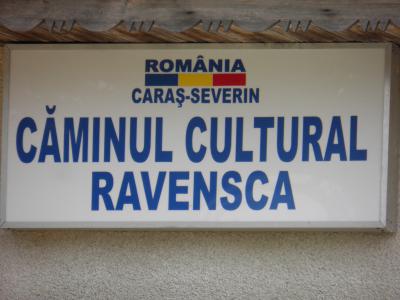 ROMÂNIA
CARAŞ-SEVERIN
CĂMINUL CULTURAL
RAVENSCA